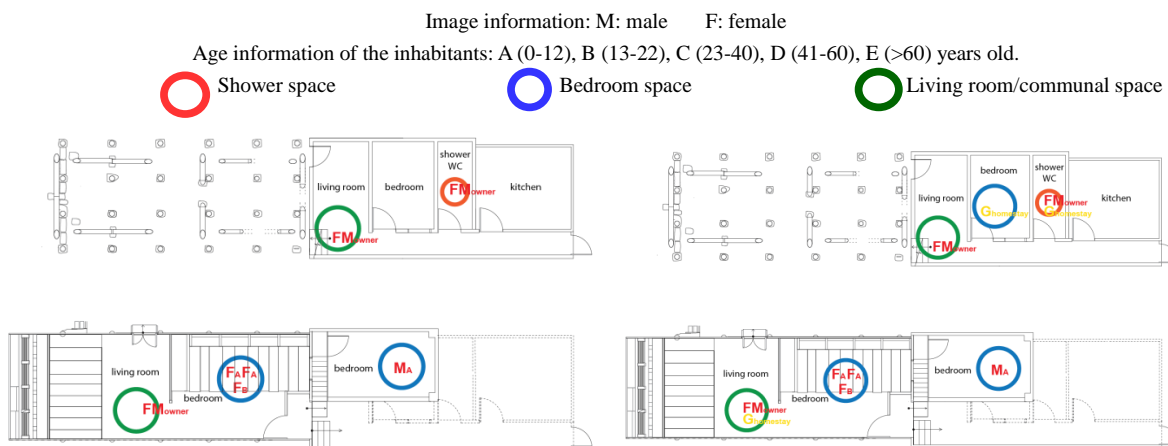 Image information: M: male F: female
Age information of the inhabitants: A (0-12), B (13-22), C (23-40), D (41-60), E (>60) years old.
Shower space
Bedroom space
Living room/communal space
living room
bedroom
shower
WC
FMowner
kitchen
FMowner
living room
bedroom
Ghomestay
shower
WC
FMowner
Ghomestay
kitchen
FMowner
living room
FMowner
bedroom
FAFA
FB
bedroom
MA
living room
FMowner
Ghomestay
bedroom
FAFA
FB
bedroom
MA